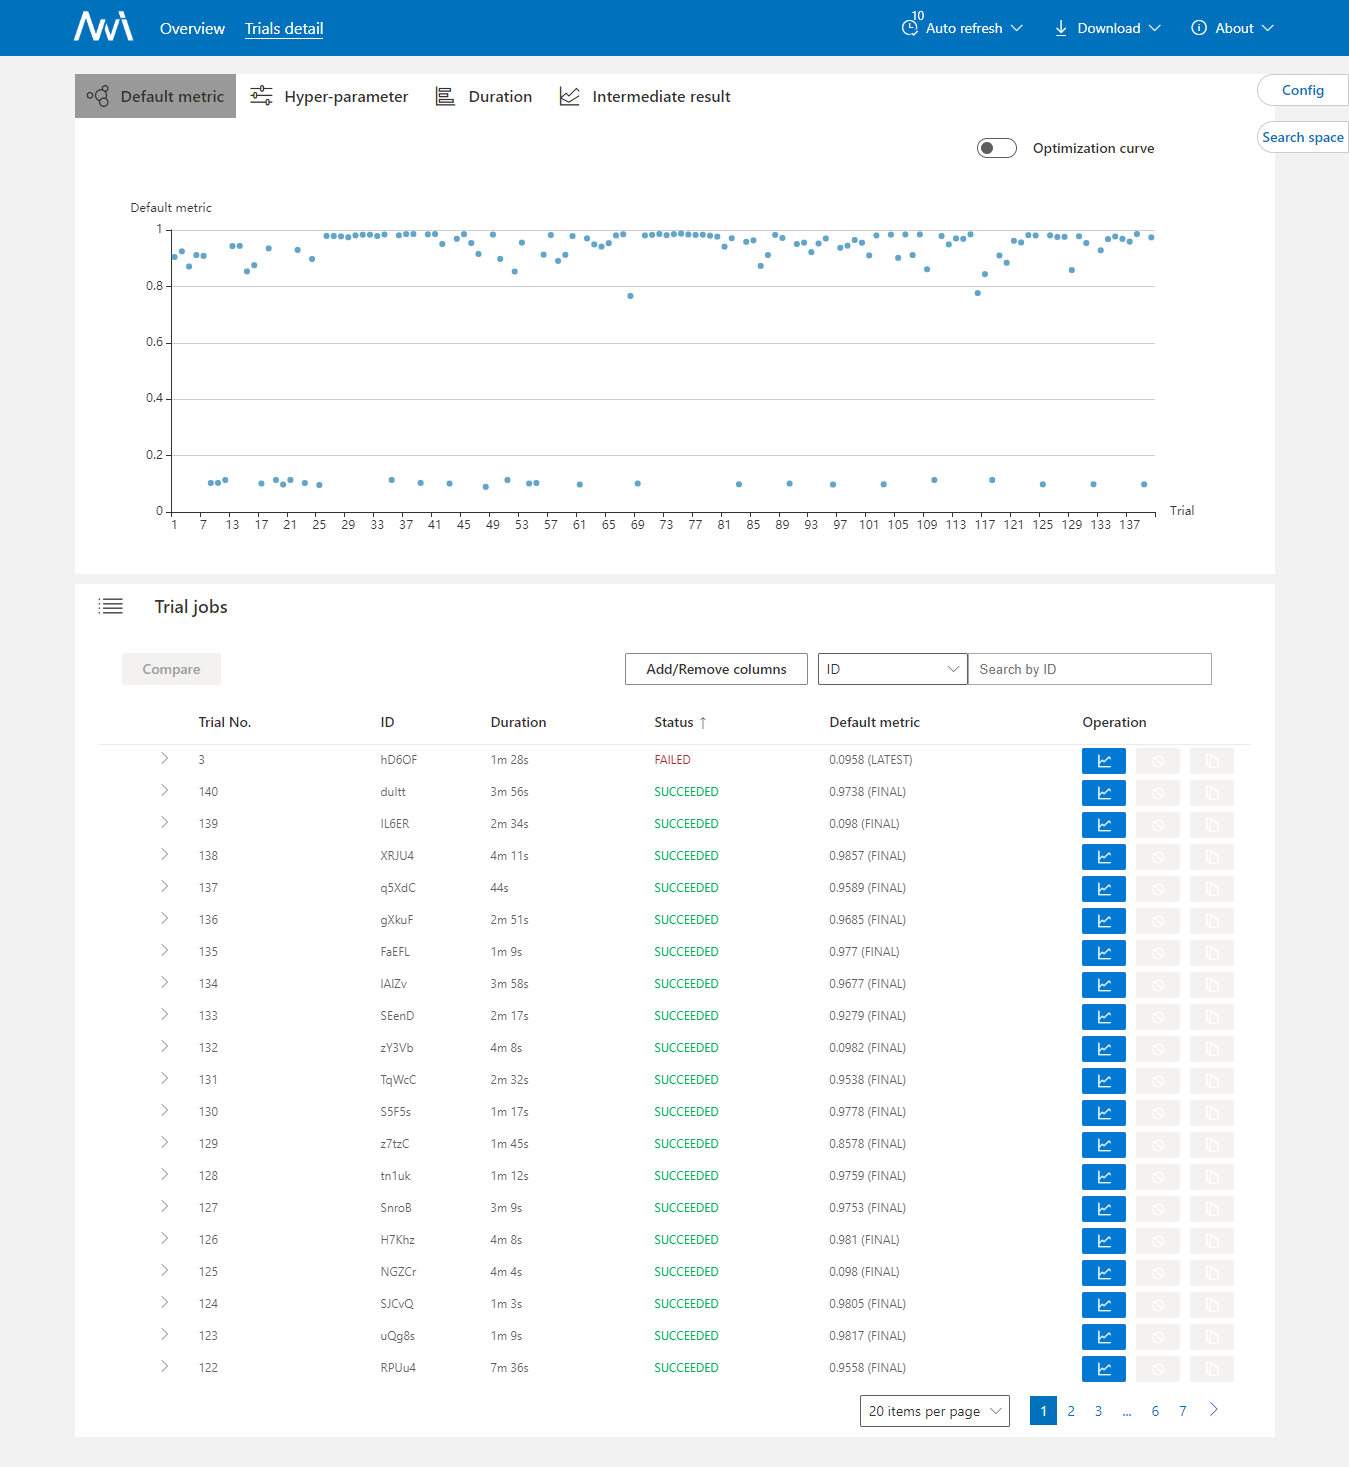 Overview Trials detail 10 Auto refresh Download About
Default metric Hyper-parameter Duration Intermediate result Config
Search space
Optimization curve
Default metric
1
0.8
0.6
0.4
0.2
0
1 7 13 17 21 25 29 33 37 41 45 49 53 57 61 65 69 73 77 81 85 89 93 97 101 105 109 113 117 121 125 129 133 137
Trial
Trial jobs
Compare Add/Remove columns ID Search by ID
Trial No. ID Duration Status ↑ Default metric Operation
3 hD6OF 1m 28s FAILED 0.0958 (LATEST)
140 dultt 3m 56s SUCCEEDED 0.9738 (FINAL)
139 IL6ER 2m 34s SUCCEEDED 0.098 (FINAL)
138 XRJU4 4m 11s SUCCEEDED 0.9857 (FINAL)
137 q5XdC 44s SUCCEEDED 0.9589 (FINAL)
136 gXkuF 2m 51s SUCCEEDED 0.9685 (FINAL)
135 FaEFL 1m 9s SUCCEEDED 0.977 (FINAL)
134 IAIZv 3m 58s SUCCEEDED 0.9677 (FINAL)
133 SEenD 2m 17s SUCCEEDED 0.9279 (FINAL)
132 zY3Vb 4m 8s SUCCEEDED 0.0982 (FINAL)
131 TqWcC 2m 32s SUCCEEDED 0.9538 (FINAL)
130 S5F5s 1m 17s SUCCEEDED 0.9778 (FINAL)
129 z7tzC 1m 45s SUCCEEDED 0.8578 (FINAL)
128 tn1uk 1m 12s SUCCEEDED 0.9759 (FINAL)
127 SnroB 3m 9s SUCCEEDED 0.9753 (FINAL)
126 H7Khz 4m 8s SUCCEEDED 0.981 (FINAL)
125 NGZCr 4m 4s SUCCEEDED 0.098 (FINAL)
124 SJCvQ 1m 3s SUCCEEDED 0.9805 (FINAL)
123 uQg8s 1m 9s SUCCEEDED 0.9817 (FINAL)
122 RPUu4 7m 36s SUCCEEDED 0.9558 (FINAL)
20 items per page 1 2 3 ... 6 7